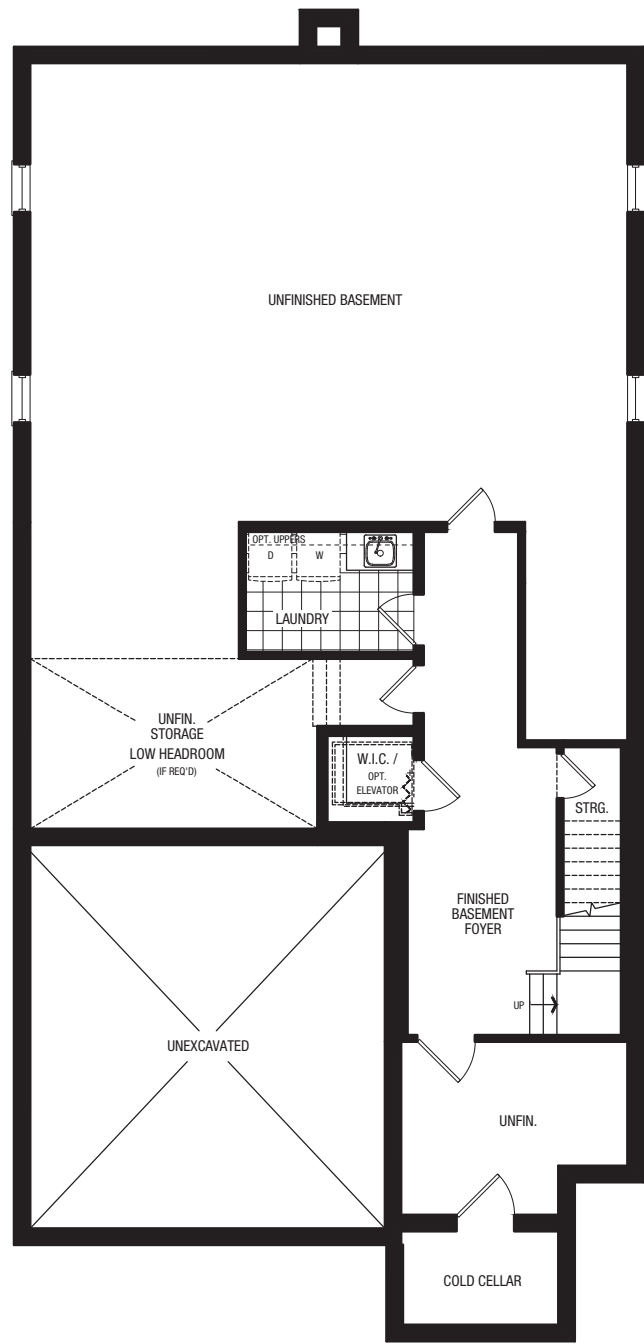 UNFINISHED BASEMENT
OPT. UPPERS
D
W
LAUNDRY
UNFIN.
STORAGE
LOW HEADROOM
(IF REQ'D)
W.I.C. /
OPT.
ELEVATOR
STRG.
FINISHED
BASEMENT
FOYER
UP
UNEXCAVATED
UNFIN.
COLD CELLAR